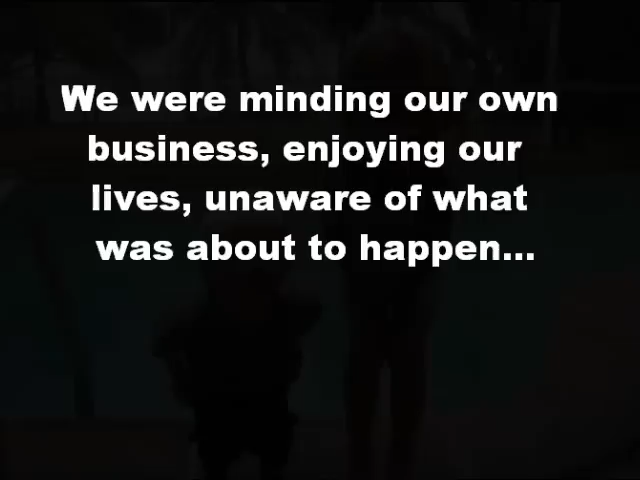 We were minding our own
business, enjoying our
lives, unaware of what
was about to happen...